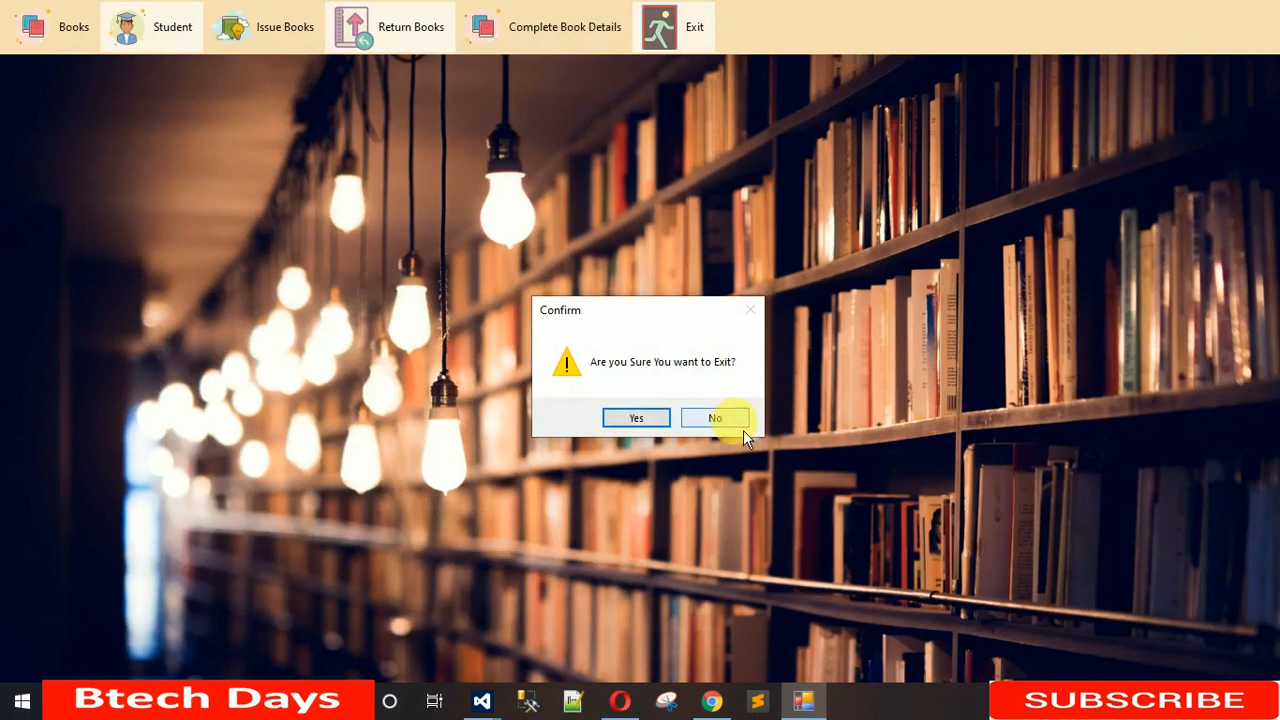 Books Student Issue Books Return Books Complete Book Details Exit
Confirm
Are you Sure You want to Exit?
Yes No
Btech Days SUBSCRIBE